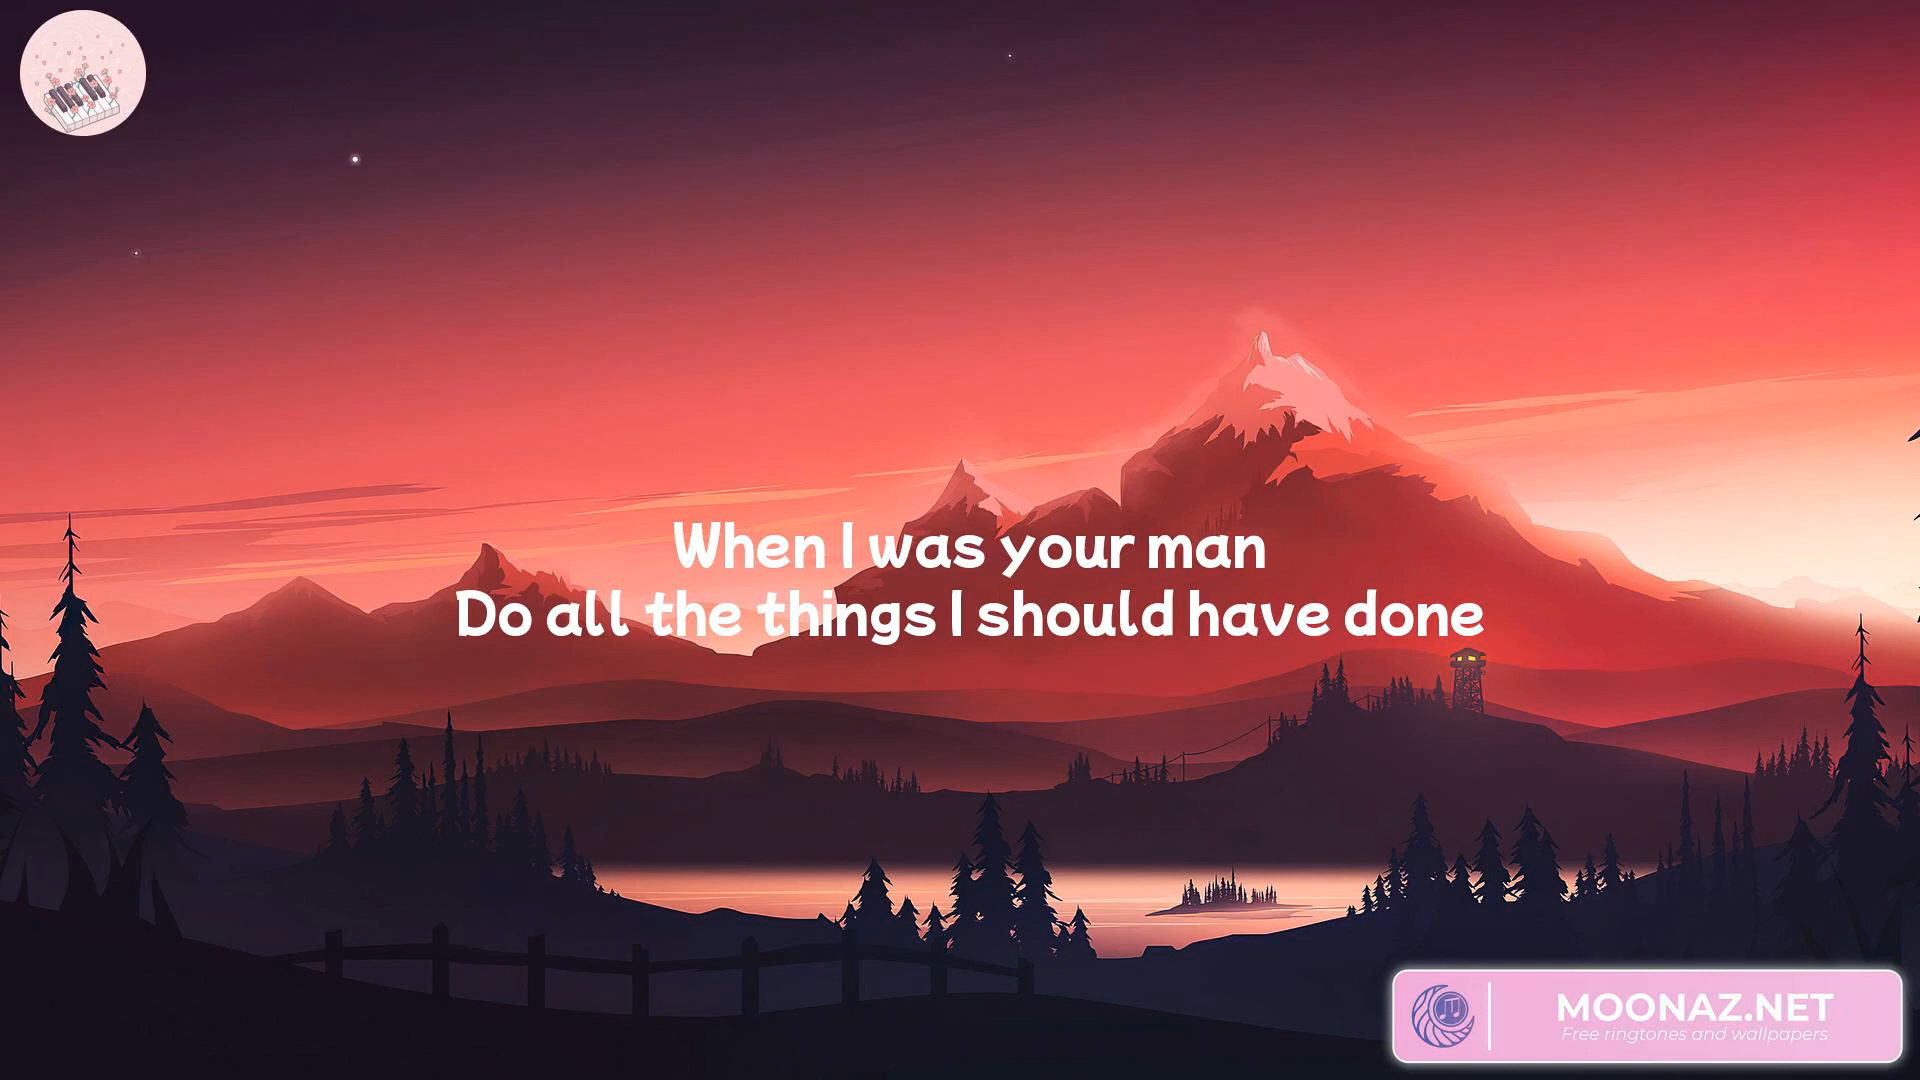 When I was your man
Do all the things I should have done
MOONAZ.NET
Free ringtones and wallpapers